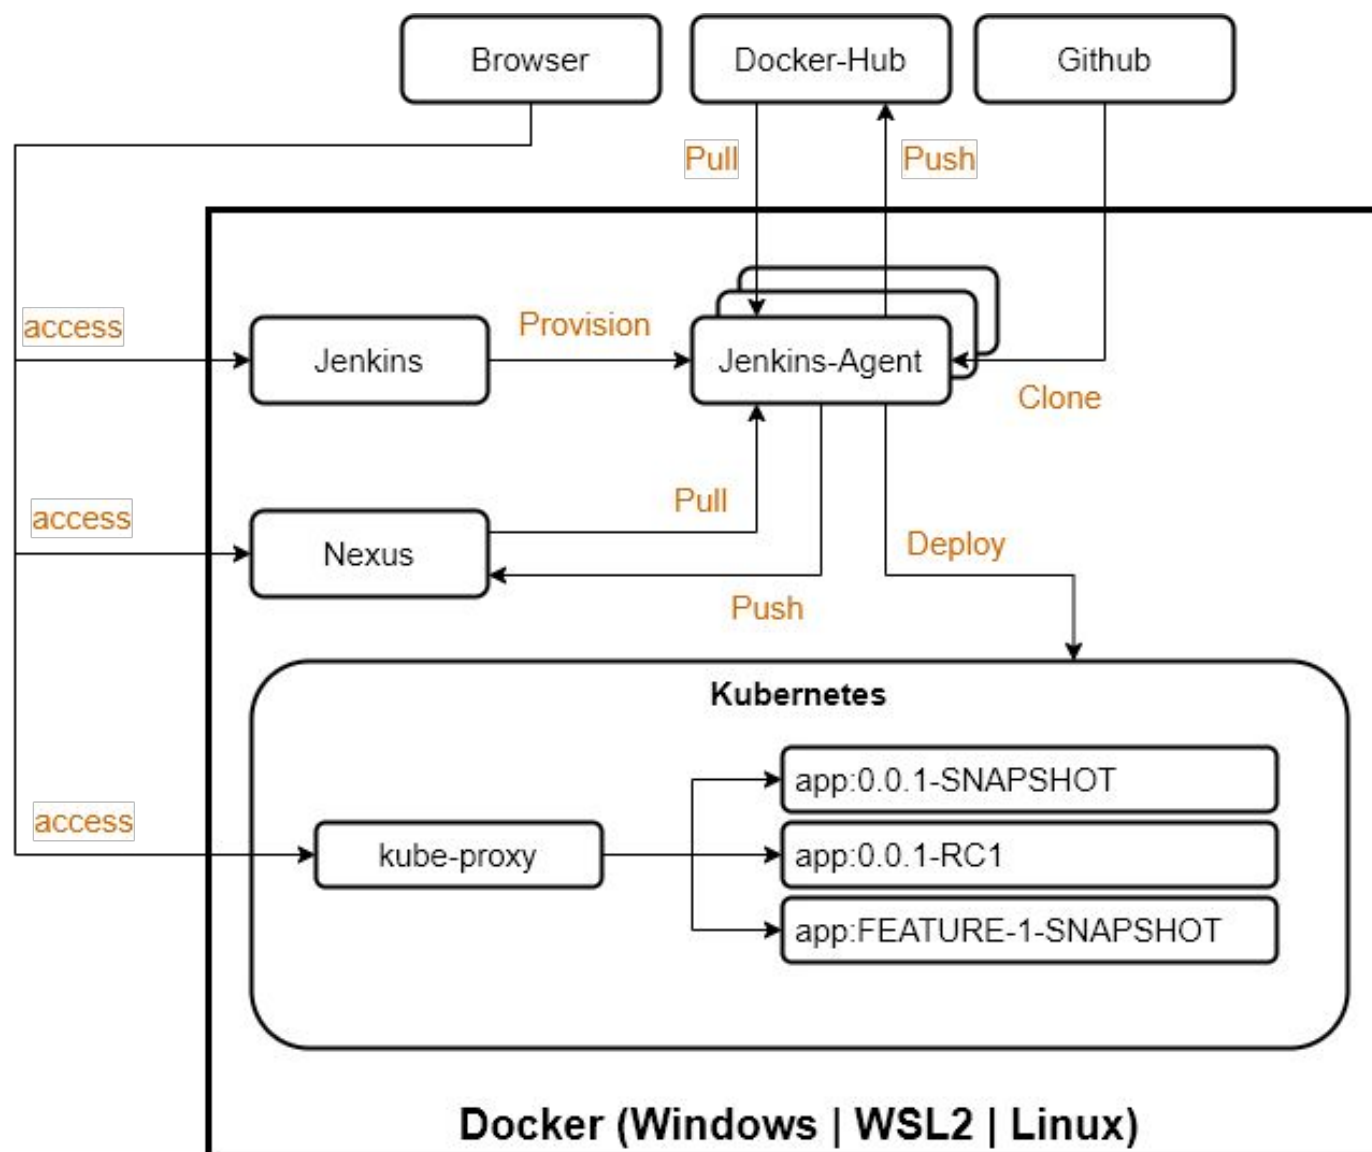 Browser
Docker-Hub
Github
Pull
Push
access
Provision
Jenkins
Jenkins-Agent
Clone
access
Pull
Nexus
Deploy
Push
Kubernetes
app:0.0.1-SNAPSHOT
access
kube-proxy
app:0.0.1-RC1
app:FEATURE-1-SNAPSHOT
Docker (Windows | WSL2 | Linux)